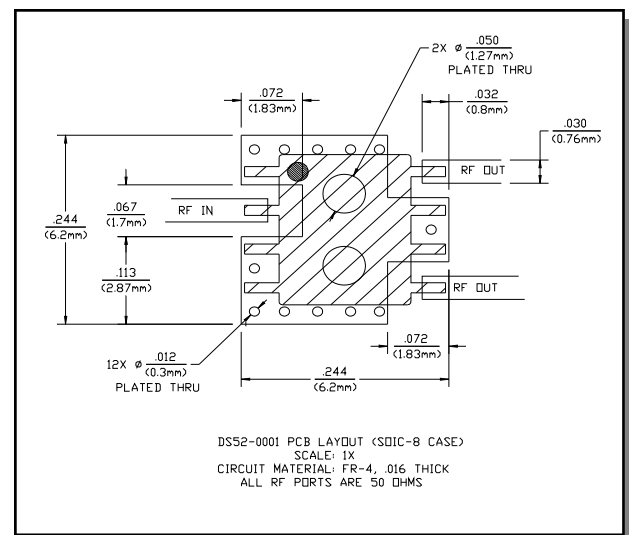 2X ø .050
(1.27mm)
PLATED THRU
.072
(1.83mm)
.032
(0.8mm)
.030
(0.76mm)
RF OUT
.067
(1.7mm)
RF IN
.244
(6.2mm)
.113
(2.87mm)
RF OUT
12X ø .012
(0.3mm)
PLATED THRU
.072
(1.83mm)
.244
(6.2mm)
DS52-0001 PCB LAYOUT (SOIC-8 CASE)
SCALE: 1X
CIRCUIT MATERIAL: FR-4, .016 THICK
ALL RF PORTS ARE 50 OHMS